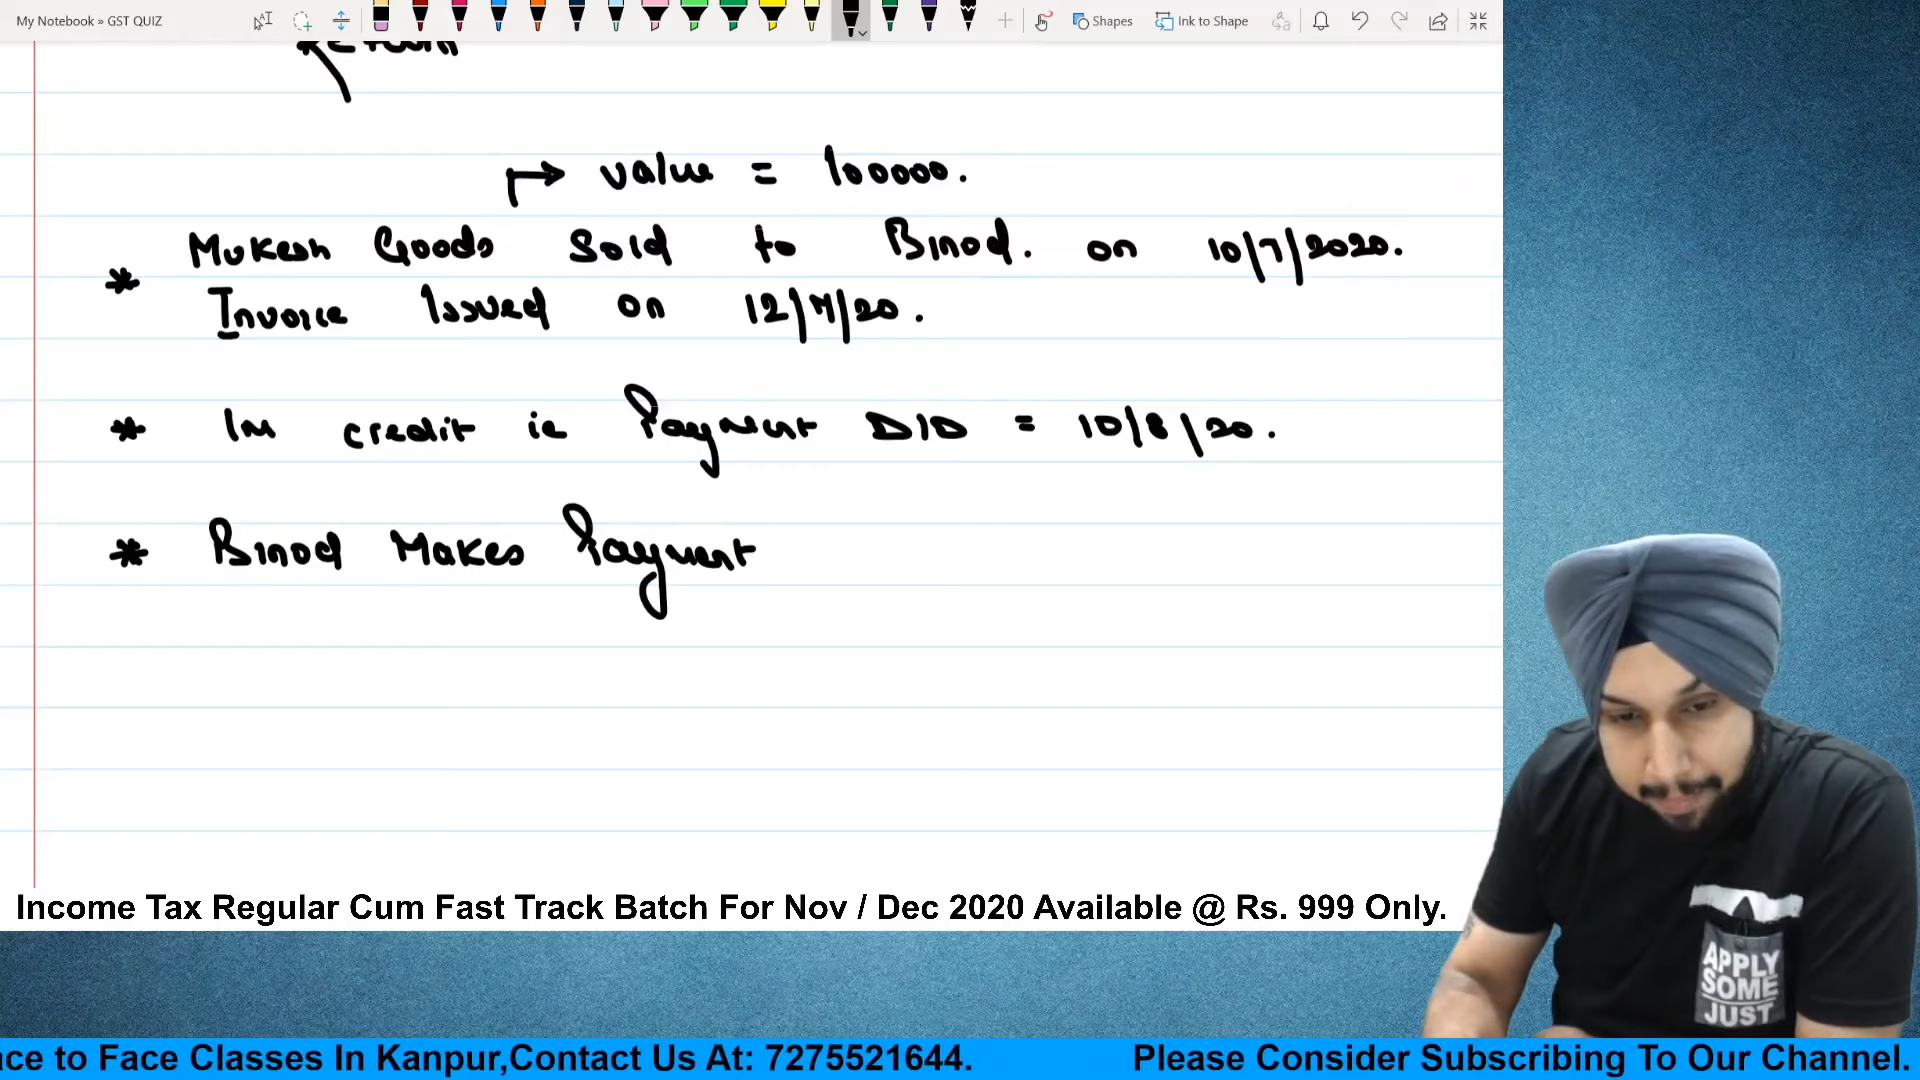 My Notebook » GST QUIZ
Shapes
Ink to Shape
return
value = 100000.
* Mukesh Goods Sold to Binod. on 10/7/2020.
Invoice Issued on 12/7/20.
* In credit ie Payment D/D = 10/8/20.
* Binod Makes Payment
Income Tax Regular Cum Fast Track Batch For Nov / Dec 2020 Available @ Rs. 999 Only.
APPLY
SOME
JUST
ce to Face Classes In Kanpur,Contact Us At: 7275521644. Please Consider Subscribing To Our Channel.